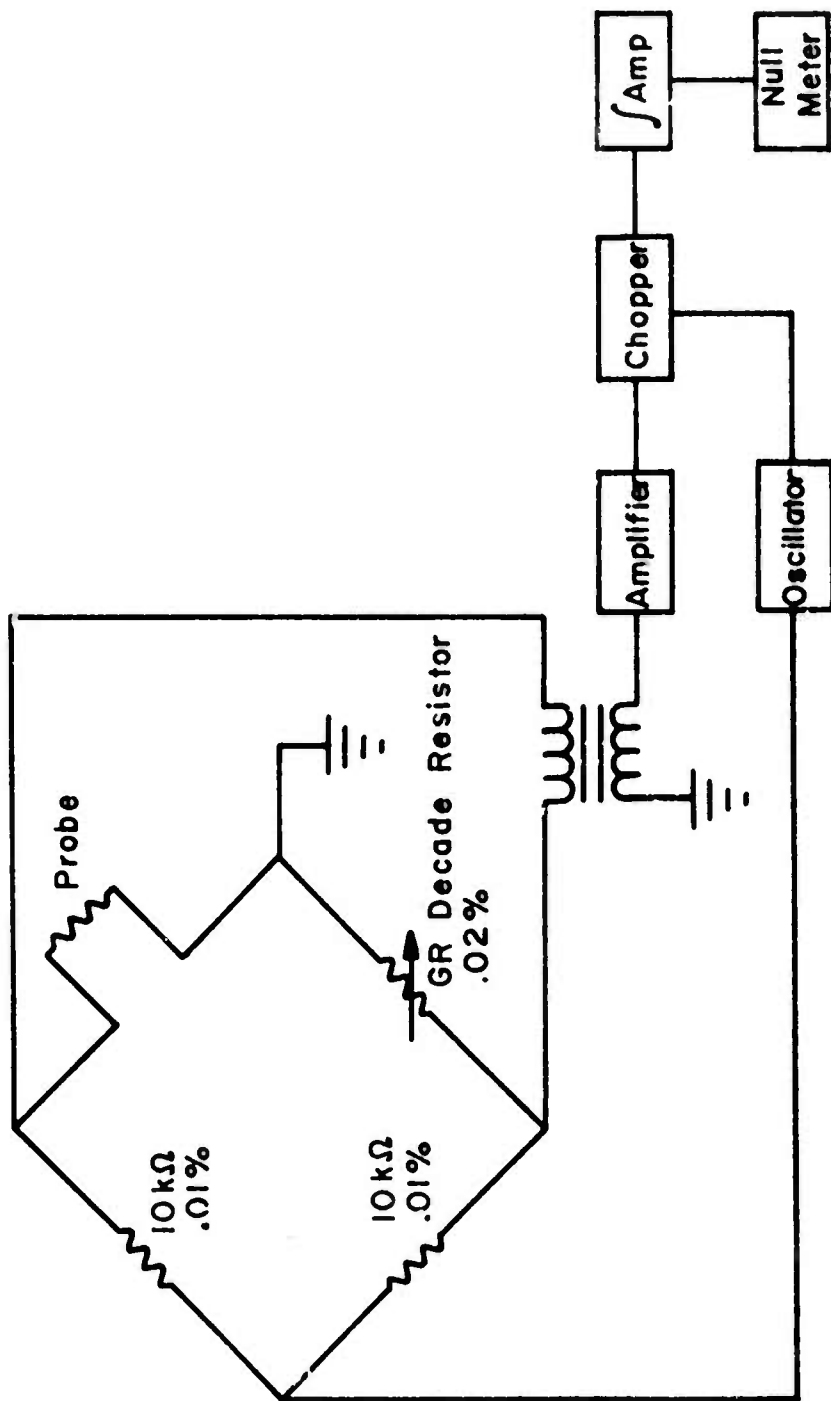 Probe
10kΩ
.01%
10kΩ
.01%
GR Decade Resistor
.02%
Amplifier
Chopper
∫Amp
Oscillator
Null
Meter